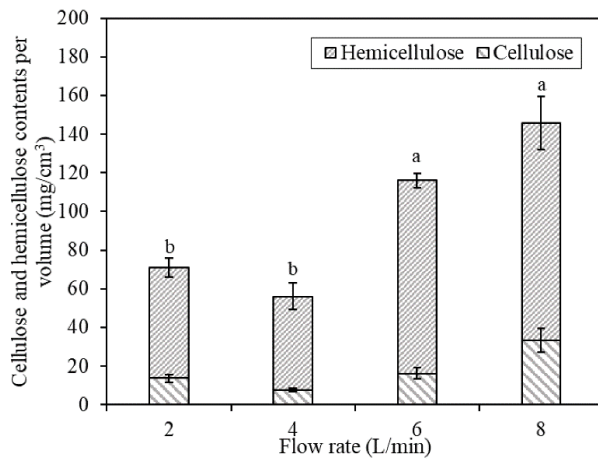 Cellulose and hemicellulose contents per
volume (mg/cm³)
200
180
160
140
120
100
80
60
40
20
0
Hemicellulose
Cellulose
b
b
a
a
2
4
6
8
Flow rate (L/min)